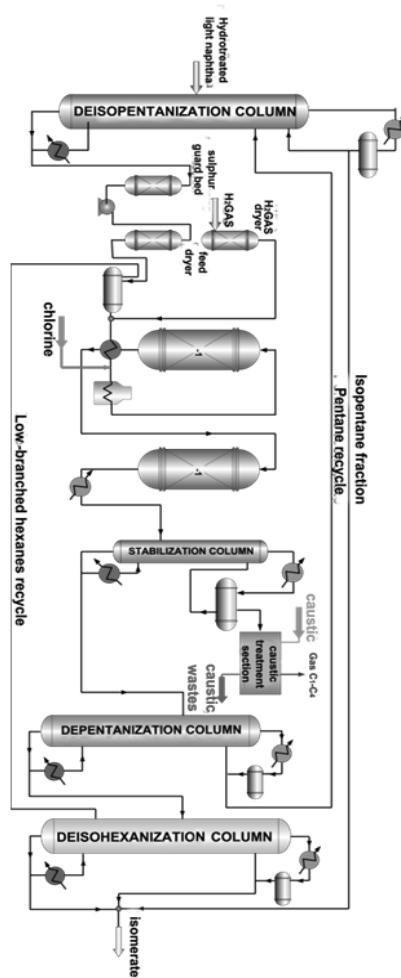 Hydrotreated
light naphtha
DEISOPENTANIZATION COLUMN
sulphur
guard bed
H₂GAS
H₂GAS
dryer
feed
dryer
chlorine
-1
-1
Isopentane fraction
Pentane recycle
Low-branched hexanes recycle
STABILIZATION COLUMN
caustic
caustic
treatment
section
Gas C₁-C₄
caustic
wastes
DEPENTANIZATION COLUMN
DEISOHEXANIZATION COLUMN
isomerate